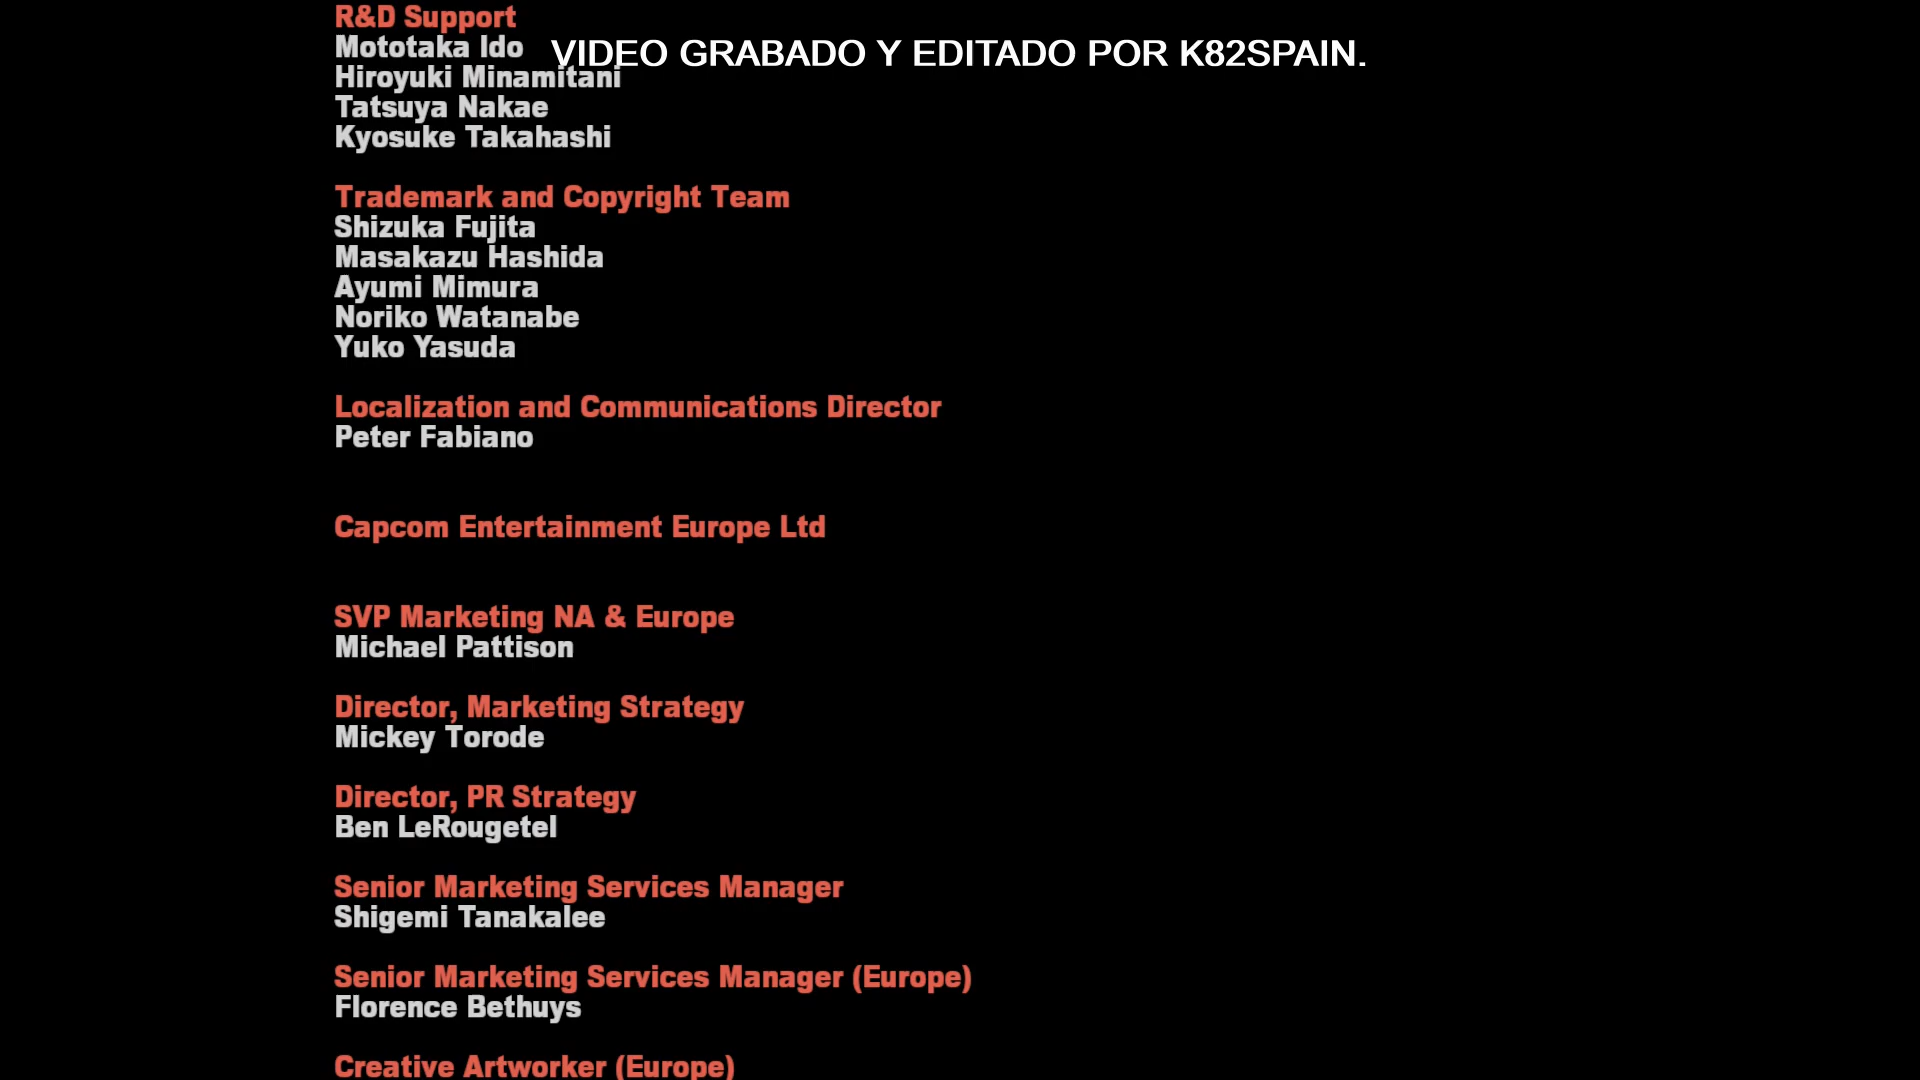 R&D Support
Mototaka Ido
VIDEO GRABADO Y EDITADO POR K82SPAIN.
Hiroyuki Minamitani
Tatsuya Nakae
Kyosuke Takahashi
Trademark and Copyright Team
Shizuka Fujita
Masakazu Hashida
Ayumi Mimura
Noriko Watanabe
Yuko Yasuda
Localization and Communications Director
Peter Fabiano
Capcom Entertainment Europe Ltd
SVP Marketing NA & Europe
Michael Pattison
Director, Marketing Strategy
Mickey Torode
Director, PR Strategy
Ben LeRougetel
Senior Marketing Services Manager
Shigemi Tanakalee
Senior Marketing Services Manager (Europe)
Florence Bethuys
Creative Artworker (Europe)